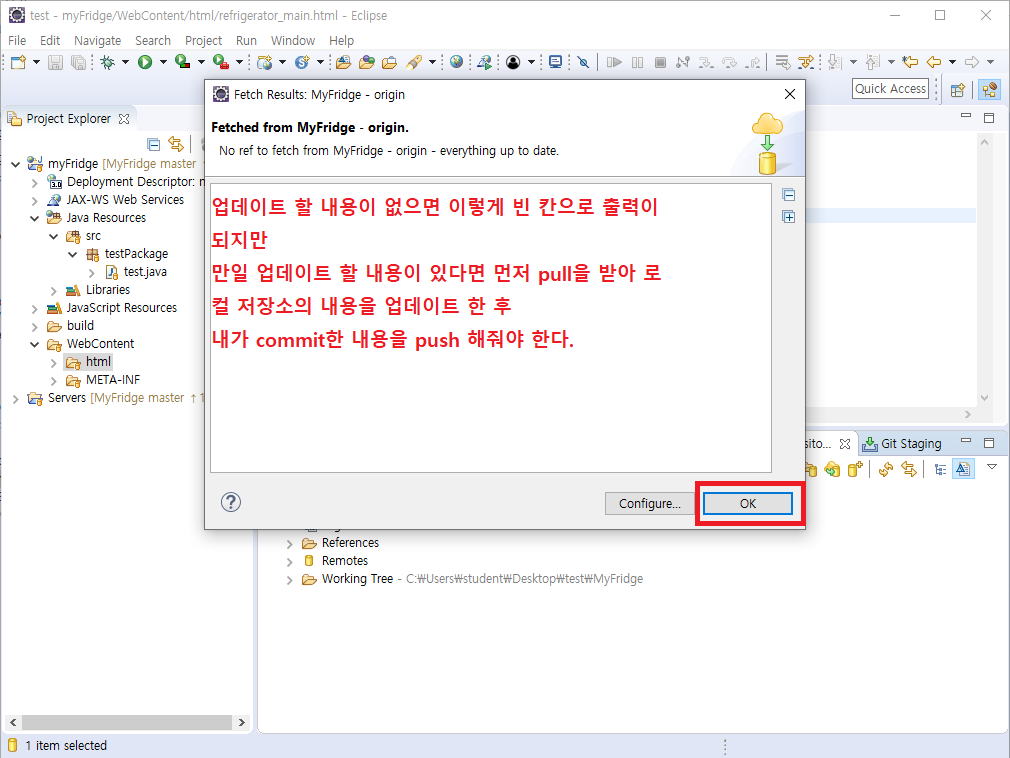 test - myFridge/WebContent/html/refrigerator_main.html - Eclipse
File Edit Navigate Search Project Run Window Help
Quick Access
Project Explorer
myFridge [MyFridge master
Deployment Descriptor:
JAX-WS Web Services
Java Resources
src
testPackage
test.java
Libraries
JavaScript Resources
build
WebContent
html
META-INF
Servers [MyFridge master ↑ 1
Fetch Results: MyFridge - origin
Fetched from MyFridge - origin.
No ref to fetch from MyFridge - origin - everything up to date.
업데이트 할 내용이 없으면 이렇게 빈 칸으로 출력이
되지만
만일 업데이트 할 내용이 있다면 먼저 pull을 받아 로
컬 저장소의 내용을 업데이트 한 후
내가 commit한 내용을 push 해줘야 한다.
Configure... OK
Git Staging
References
Remotes
Working Tree - C:₩Users₩student₩Desktop₩test₩MyFridge
1 item selected